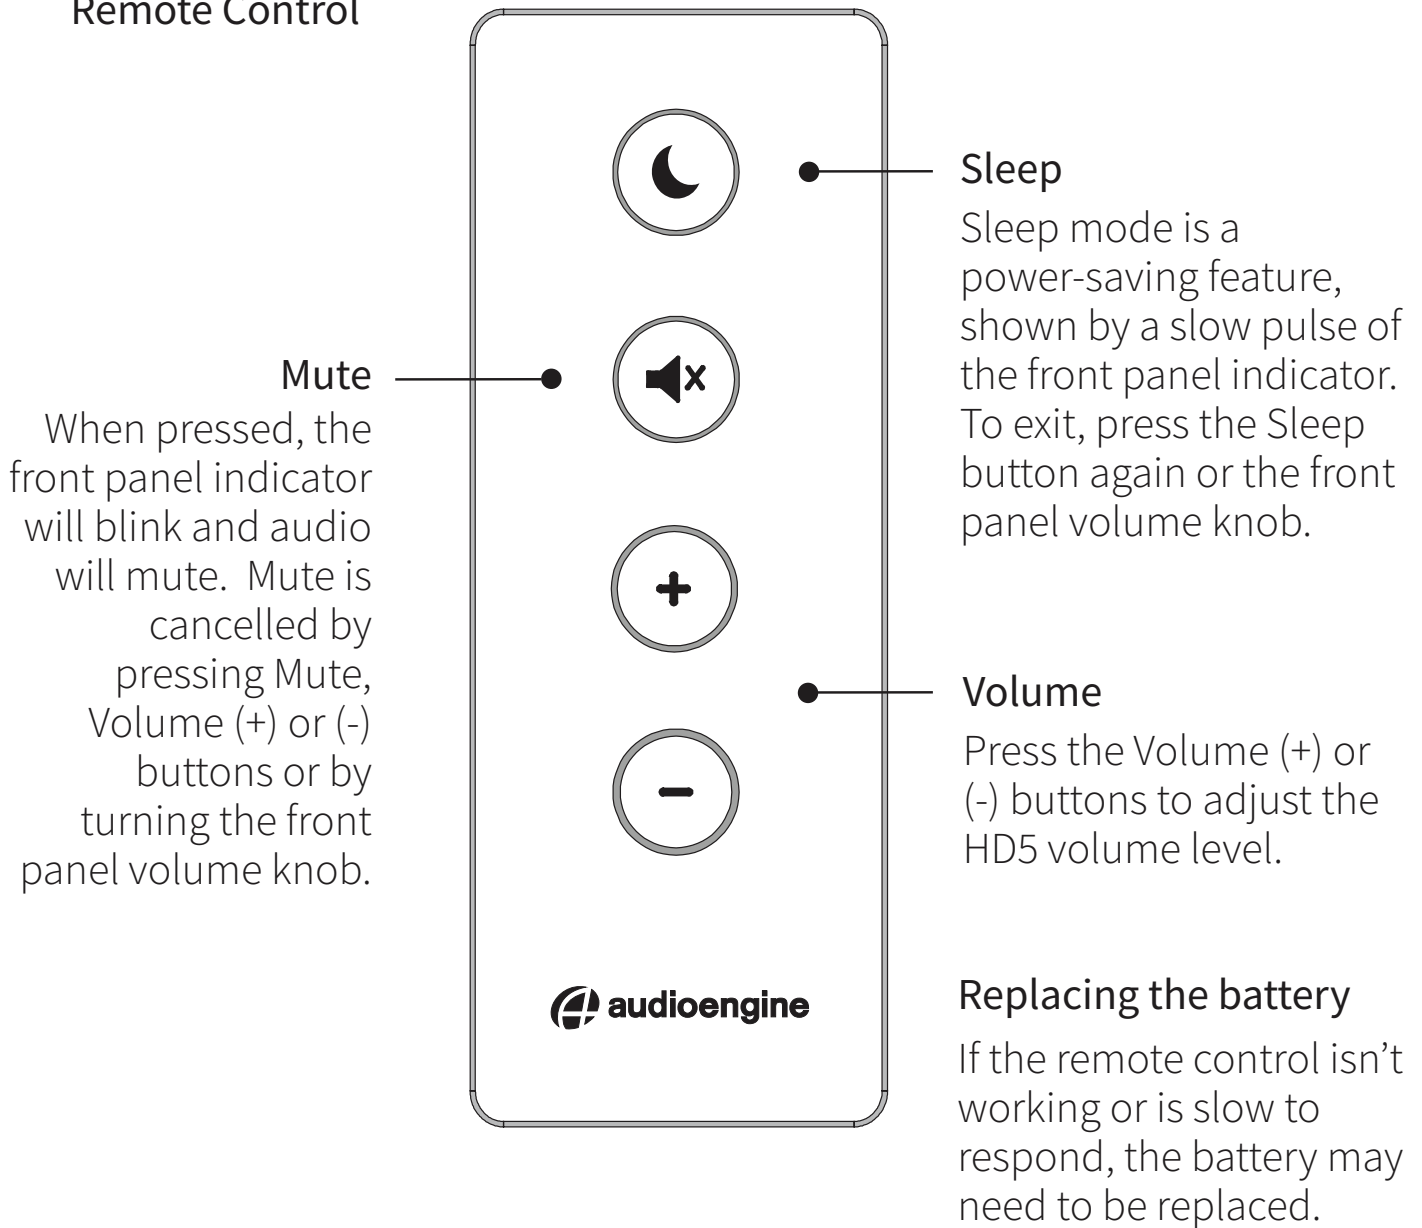 Remote Control
Sleep
Sleep mode is a
power-saving feature,
shown by a slow pulse of
the front panel indicator.
To exit, press the Sleep
button again or the front
panel volume knob.
Mute
When pressed, the
front panel indicator
will blink and audio
will mute.  Mute is
cancelled by
pressing Mute,
Volume (+) or (-)
buttons or by
turning the front
panel volume knob.
+
-
Volume
Press the Volume (+) or
(-) buttons to adjust the
HD5 volume level.
audioengine
Replacing the battery
If the remote control isn’t
working or is slow to
respond, the battery may
need to be replaced.